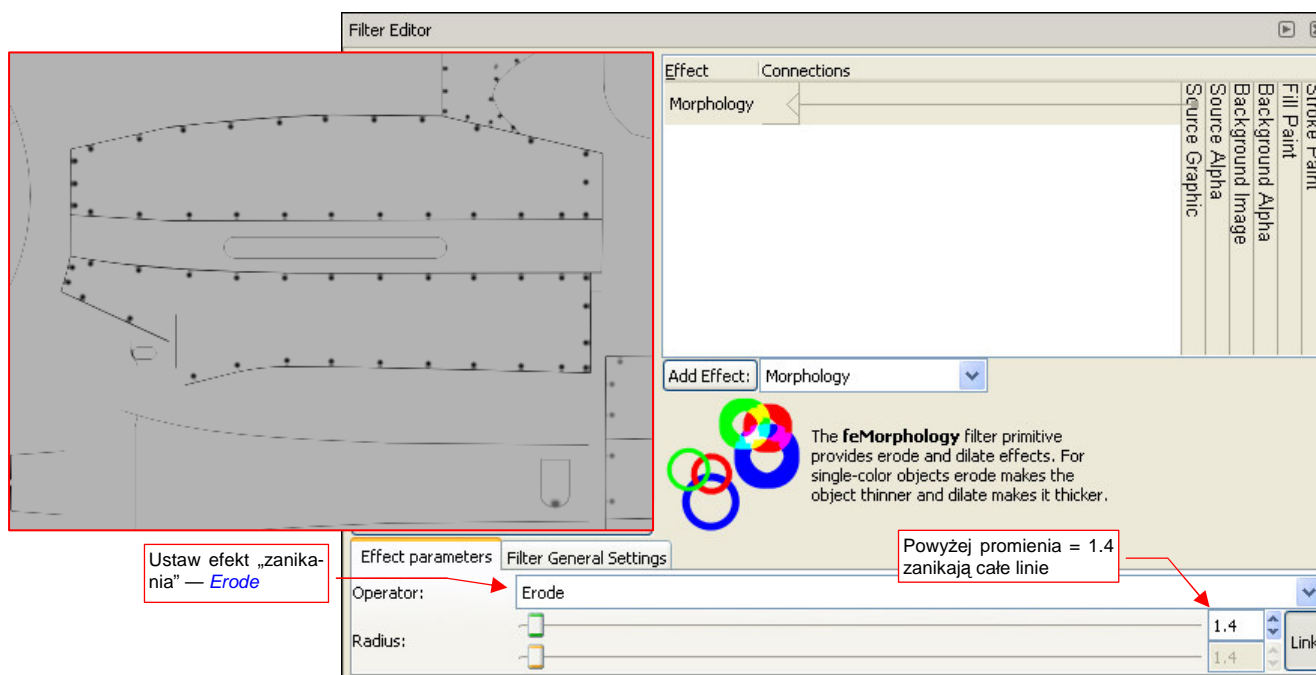 Filter Editor
Effect Connections
Morphology
Source Graphic
Source Alpha
Background Image
Background Alpha
Fill Paint
Stroke Paint
Add Effect: Morphology
The feMorphology filter primitive
provides erode and dilate effects. For
single-color objects erode makes the
object thinner and dilate makes it thicker.
Ustaw efekt „zanika-
nia” — Erode
Powyżej promienia = 1.4
zanikają całe linie
Effect parameters Filter General Settings
Operator: Erode
Radius: 1.4
1.4
Link